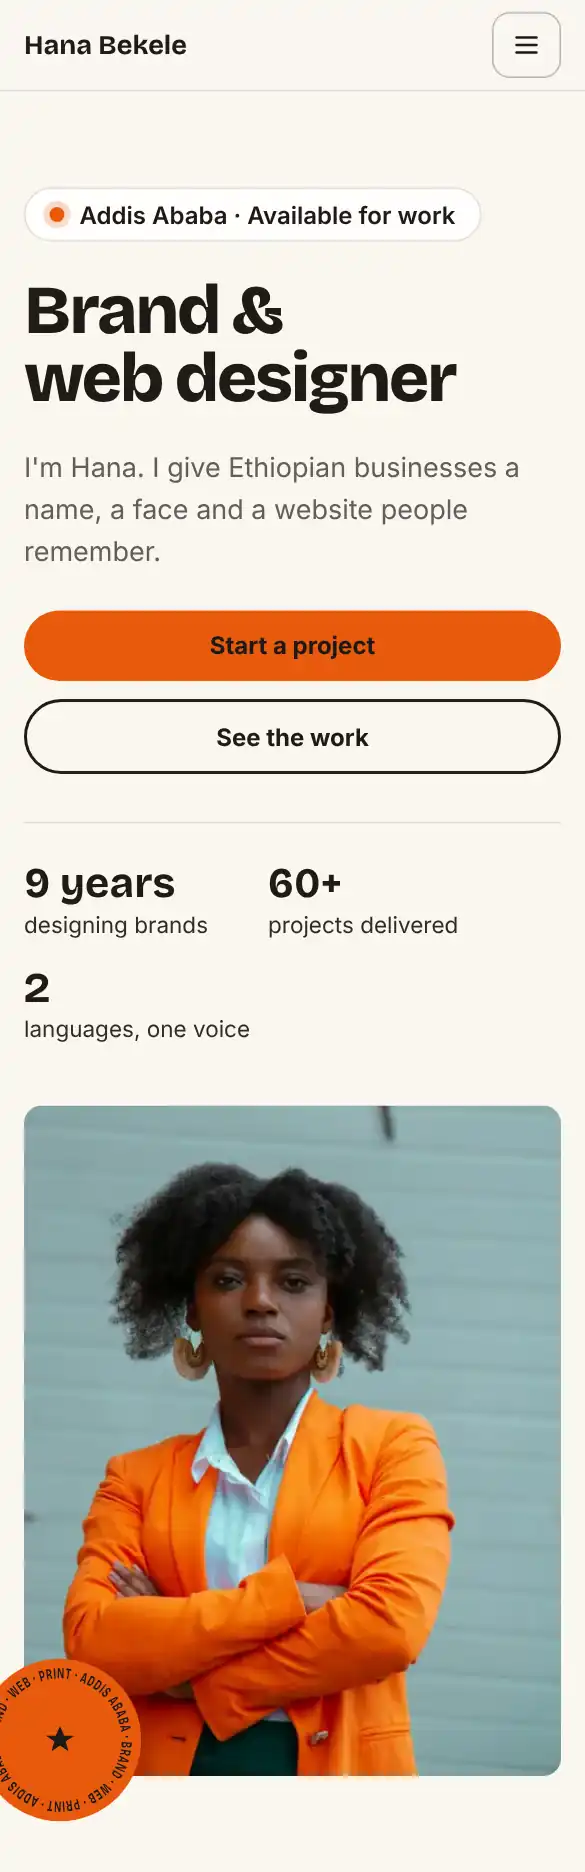 Hana Bekele
Addis Ababa · Available for work
Brand &
web designer
I'm Hana. I give Ethiopian businesses a
name, a face and a website people
remember.
Start a project
See the work
9 years
designing brands
60+
projects delivered
2
languages, one voice
WEB · PRINT · ADDIS ABABA · BRAND · WEB · PRINT · ADDIS